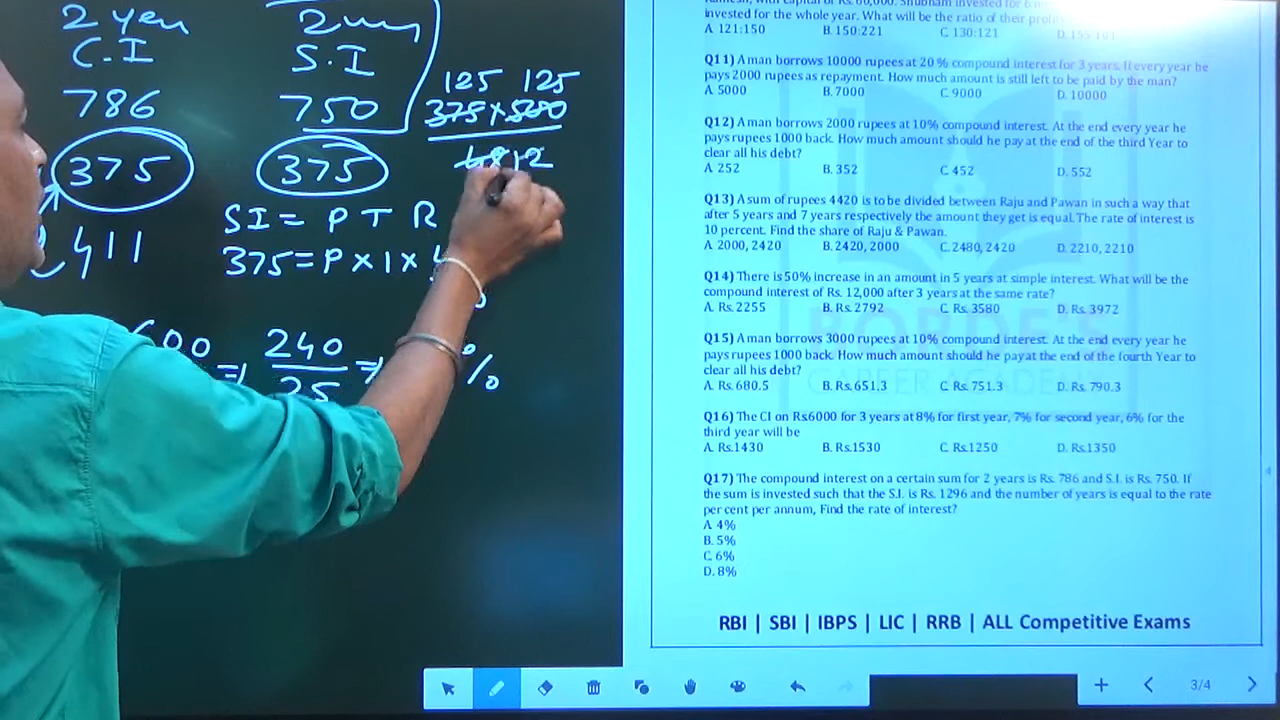 2 year 2
C.I S.I
786 750
375 375
411
125 125
375 x 500
12
SI = P T R
375 = P x 1 x
600 240
25
%
invested for the whole year. What will be the ratio of their
A. 121:150 B. 150:221 C. 130:121 D. 155:101
Q11) A man borrows 10000 rupees at 20 % compound interest for 3 years. If every year he
pays 2000 rupees as repayment. How much amount is still left to be paid by the man?
A. 5000 B. 7000 C. 9000 D. 10000
Q12) A man borrows 2000 rupees at 10% compound interest. At the end every year he
pays rupees 1000 back. How much amount should he pay at the end of the third Year to
clear all his debt?
A. 252 B. 352 C. 452 D. 552
Q13) A sum of rupees 4420 is to be divided between Raju and Pawan in such a way that
after 5 years and 7 years respectively the amount they get is equal. The rate of interest is
10 percent. Find the share of Raju & Pawan.
A. 2000, 2420 B. 2420, 2000 C. 2480, 2420 D. 2210, 2210
Q14) There is 50% increase in an amount in 5 years at simple interest. What will be the
compound interest of Rs. 12,000 after 3 years at the same rate?
A. Rs. 2255 B. Rs. 2792 C. Rs. 3580 D. Rs. 3972
Q15) A man borrows 3000 rupees at 10% compound interest. At the end every year he
pays rupees 1000 back. How much amount should he pay at the end of the fourth Year to
clear all his debt?
A. Rs. 680.5 B. Rs. 651.3 C. Rs. 751.3 D. Rs. 790.3
CAREER ACADEMY
Q16) The CI on Rs6000 for 3 years at 8% for first year, 7% for second year, 6% for the
third year will be
A. Rs.1430 B. Rs.1530 C. Rs.1250 D. Rs.1350
Q17) The compound interest on a certain sum for 2 years is Rs. 786 and S.I. is Rs. 750. If
the sum is invested such that the S.I. is Rs. 1296 and the number of years is equal to the rate
per cent per annum, Find the rate of interest?
A. 4%
B. 5%
C. 6%
D. 8%
RBI | SBI | IBPS | LIC | RRB | ALL Competitive Exams
3/4